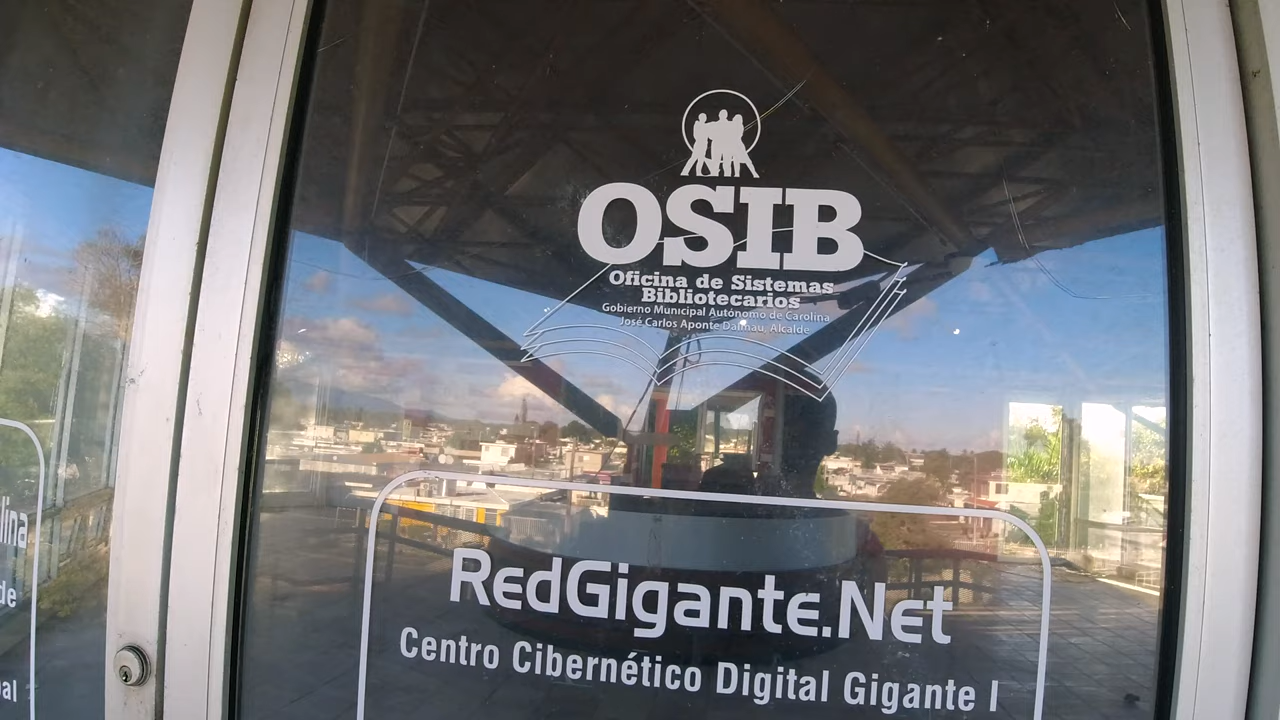 OSIB
Oficina de Sistemas
Bibliotecarios
Gobierno Municipal Autónomo de Carolina
José Carlos Aponte Dalmau, Alcalde
RedGigante.Net
Centro Cibernético Digital Gigante I